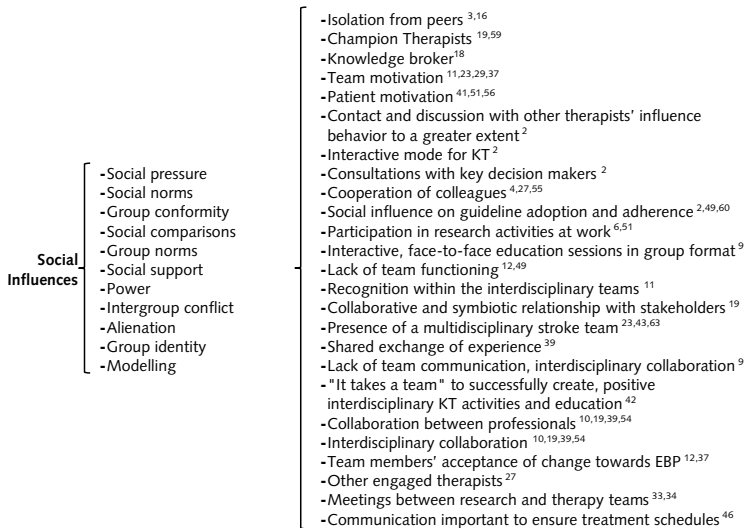 Social
Influences
-Social pressure
-Social norms
-Group conformity
-Social comparisons
-Group norms
-Social support
-Power
-Intergroup conflict
-Alienation
-Group identity
-Modelling
-Isolation from peers 3,16
-Champion Therapists 19,59
-Knowledge broker18
-Team motivation 11,23,29,37
-Patient motivation 41,51,56
-Contact and discussion with other therapists' influence
behavior to a greater extent 2
-Interactive mode for KT 2
-Consultations with key decision makers 2
-Cooperation of colleagues 4,27,55
-Social influence on guideline adoption and adherence 2,49,60
-Participation in research activities at work 6,51
-Interactive, face-to-face education sessions in group format 9
-Lack of team functioning 12,49
-Recognition within the interdisciplinary teams 11
-Collaborative and symbiotic relationship with stakeholders 19
-Presence of a multidisciplinary stroke team 23,43,63
-Shared exchange of experience 39
-Lack of team communication, interdisciplinary collaboration 9
-"It takes a team" to successfully create, positive
interdisciplinary KT activities and education 42
-Collaboration between professionals 10,19,39,54
-Interdisciplinary collaboration 10,19,39,54
-Team members' acceptance of change towards EBP 12,37
-Other engaged therapists 27
-Meetings between research and therapy teams 33,34
-Communication important to ensure treatment schedules 46